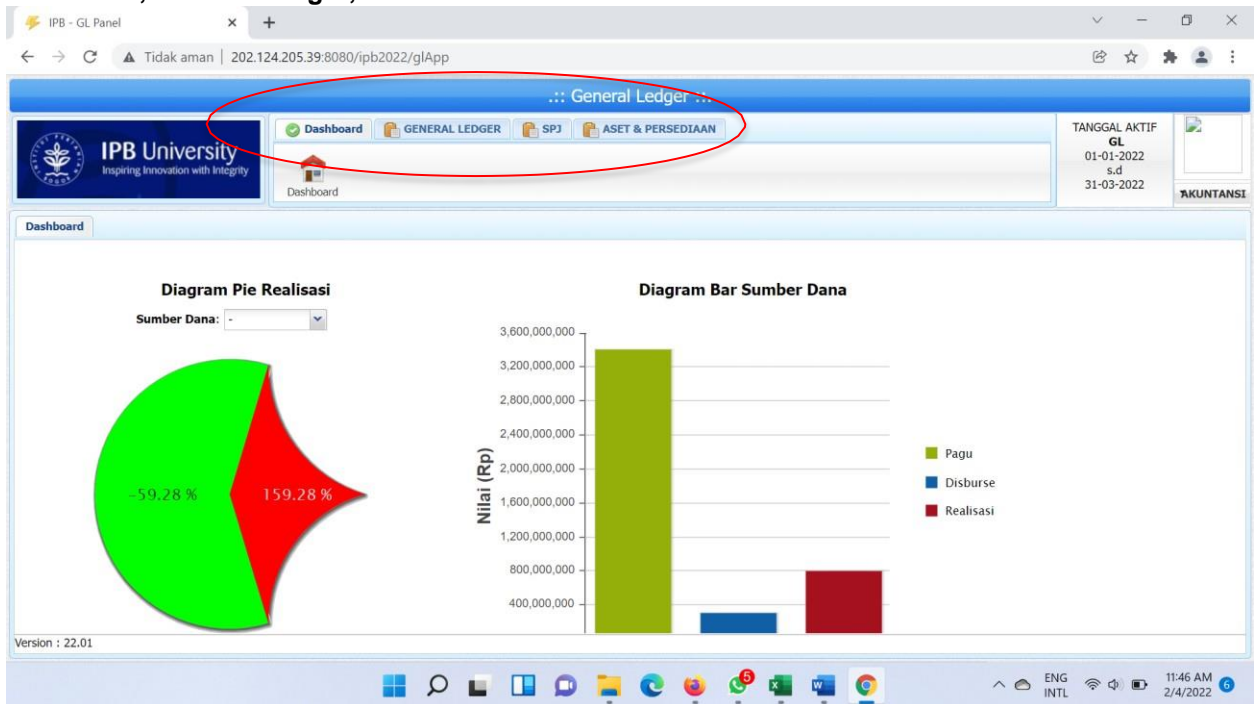 IPB - GL Panel
Tidak aman | 202.124.205.39:8080/ipb2022/glApp
.:: General Ledger ::.
IPB University
Inspiring Innovation with Integrity
Dashboard GENERAL LEDGER SPJ ASET & PERSEDIAAN
Dashboard
TANGGAL AKTIF
GL
01-01-2022
s.d
31-03-2022
AKUNTANSI
Dashboard
Diagram Pie Realisasi
Sumber Dana: -
-59.28 %
159.28 %
Diagram Bar Sumber Dana
Nilai (Rp)
3,600,000,000
3,200,000,000
2,800,000,000
2,400,000,000
2,000,000,000
1,600,000,000
1,200,000,000
800,000,000
400,000,000
Pagu
Disburse
Realisasi
Version : 22.01
5
ENG
INTL
11:46 AM
2/4/2022
6